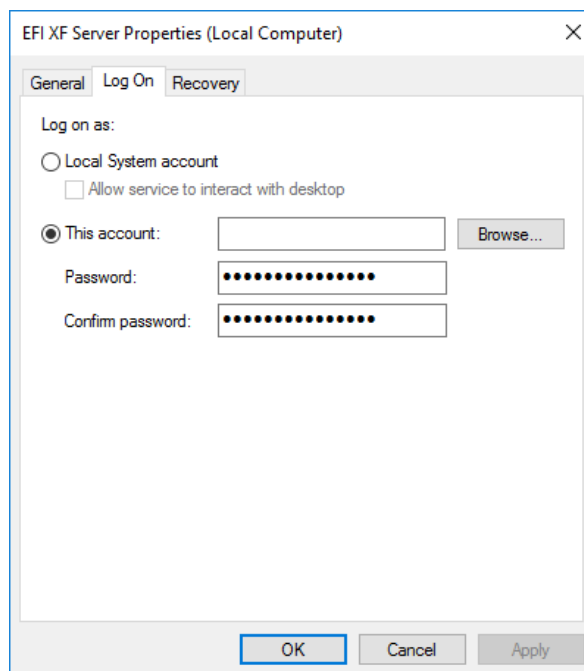 EFI XF Server Properties (Local Computer)
General Log On Recovery
Log on as:
Local System account
Allow service to interact with desktop
This account: Browse...
Password: •••••••••••••••
Confirm password: •••••••••••••••
OK Cancel Apply